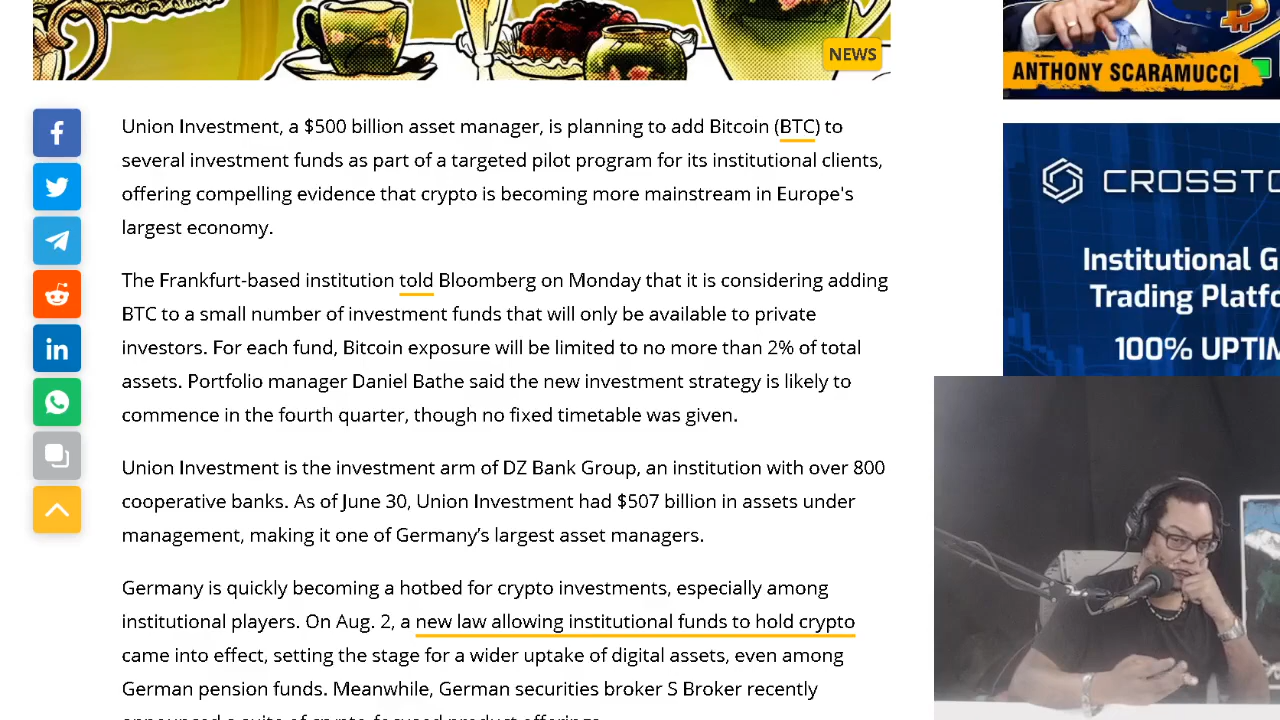 NEWS
ANTHONY SCARAMUCCI
Union Investment, a $500 billion asset manager, is planning to add Bitcoin (BTC) to
several investment funds as part of a targeted pilot program for its institutional clients,
offering compelling evidence that crypto is becoming more mainstream in Europe's
largest economy.
The Frankfurt-based institution told Bloomberg on Monday that it is considering adding
BTC to a small number of investment funds that will only be available to private
investors. For each fund, Bitcoin exposure will be limited to no more than 2% of total
assets. Portfolio manager Daniel Bathe said the new investment strategy is likely to
commence in the fourth quarter, though no fixed timetable was given.
Union Investment is the investment arm of DZ Bank Group, an institution with over 800
cooperative banks. As of June 30, Union Investment had $507 billion in assets under
management, making it one of Germany’s largest asset managers.
Germany is quickly becoming a hotbed for crypto investments, especially among
institutional players. On Aug. 2, a new law allowing institutional funds to hold crypto
came into effect, setting the stage for a wider uptake of digital assets, even among
German pension funds. Meanwhile, German securities broker S Broker recently
announced a suite of crypto-focused product offerings.
CROSSTO
Institutional G
Trading Platfo
100% UPTIM